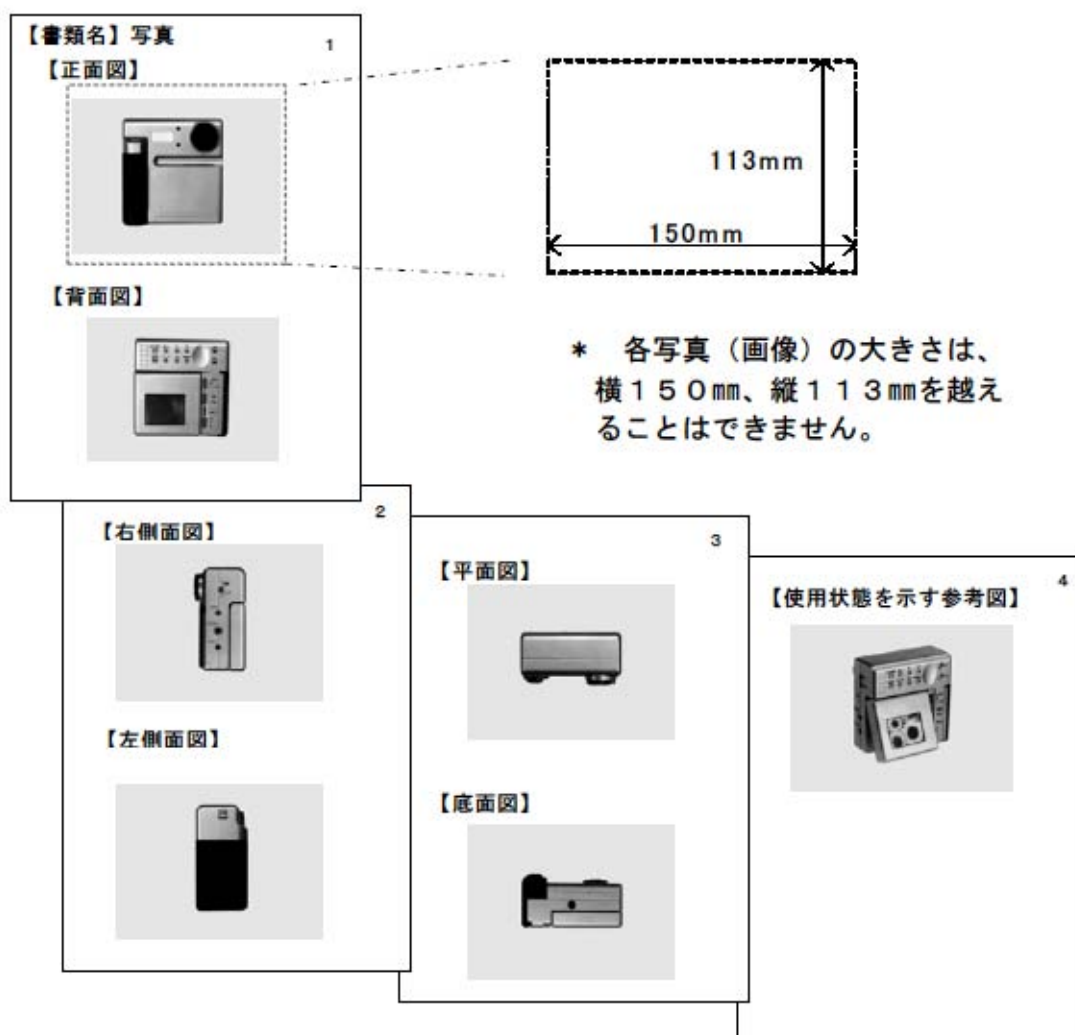 【書類名】写真
1
【正面図】
113mm
150mm
【背面図】
* 各写真（画像）の大きさは、
横150㎜、縦113㎜を越え
ることはできません。
2
【右側面図】
【左側面図】
3
【平面図】
【底面図】
4
【使用状態を示す参考図】